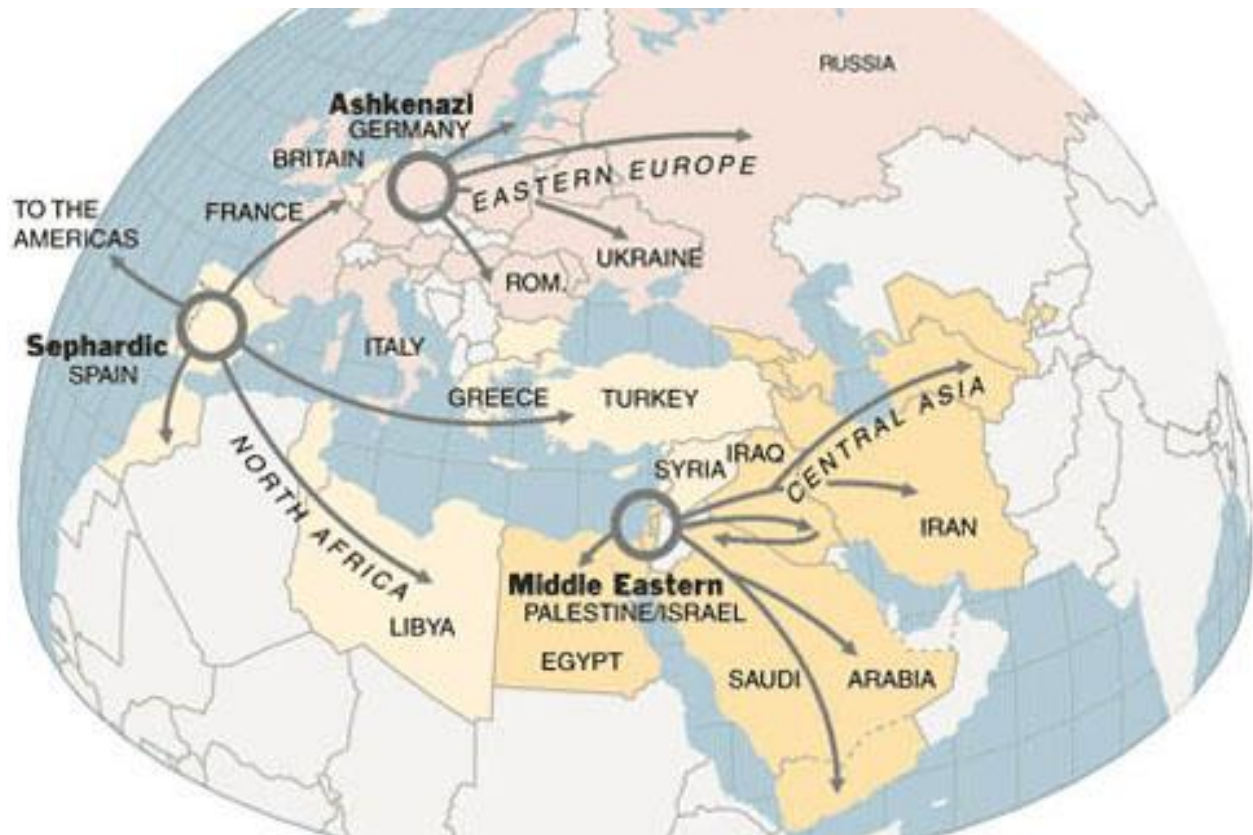 RUSSIA
Ashkenazi
GERMANY
BRITAIN
EASTERN EUROPE
TO THE
AMERICAS
FRANCE
UKRAINE
ROM.
Sephardic
SPAIN
ITALY
GREECE
TURKEY
CENTRAL ASIA
NORTH AFRICA
SYRIA
IRAQ
IRAN
Middle Eastern
PALESTINE/ISRAEL
LIBYA
EGYPT
SAUDI ARABIA